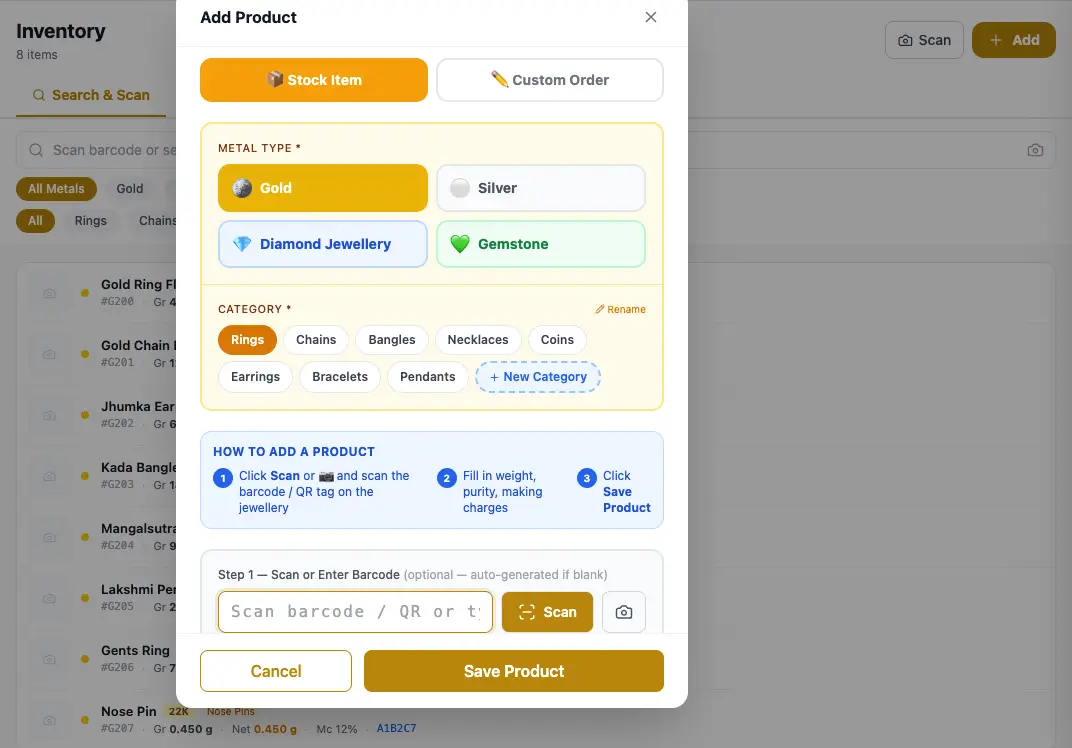 Inventory
8 items
Scan
+ Add
Search & Scan
Scan barcode or se
All Metals
Gold
All
Rings
Chains
Gold Ring Fl
#G200 · Gr 4
Gold Chain
#G201 · Gr 1
Jhumka Ear
#G202 · Gr 6
Kada Bangle
#G203 · Gr 1
Mangalsutra
#G204 · Gr 9
Lakshmi Pen
#G205 · Gr 2
Gents Ring
#G206 · Gr 7
Nose Pin 22K Nose Pins
#G207 · Gr 0.450 g · Net 0.450 g · Mc 12% · A1B2C7
Add Product
Stock Item
Custom Order
METAL TYPE *
Gold
Silver
Diamond Jewellery
Gemstone
CATEGORY *
Rename
Rings
Chains
Bangles
Necklaces
Coins
Earrings
Bracelets
Pendants
+ New Category
HOW TO ADD A PRODUCT
1 Click Scan or 📷 and scan the
barcode / QR tag on the
jewellery
2 Fill in weight,
purity, making
charges
3 Click
Save
Product
Step 1 — Scan or Enter Barcode (optional — auto-generated if blank)
Scan barcode / QR or ty
Scan
Cancel
Save Product